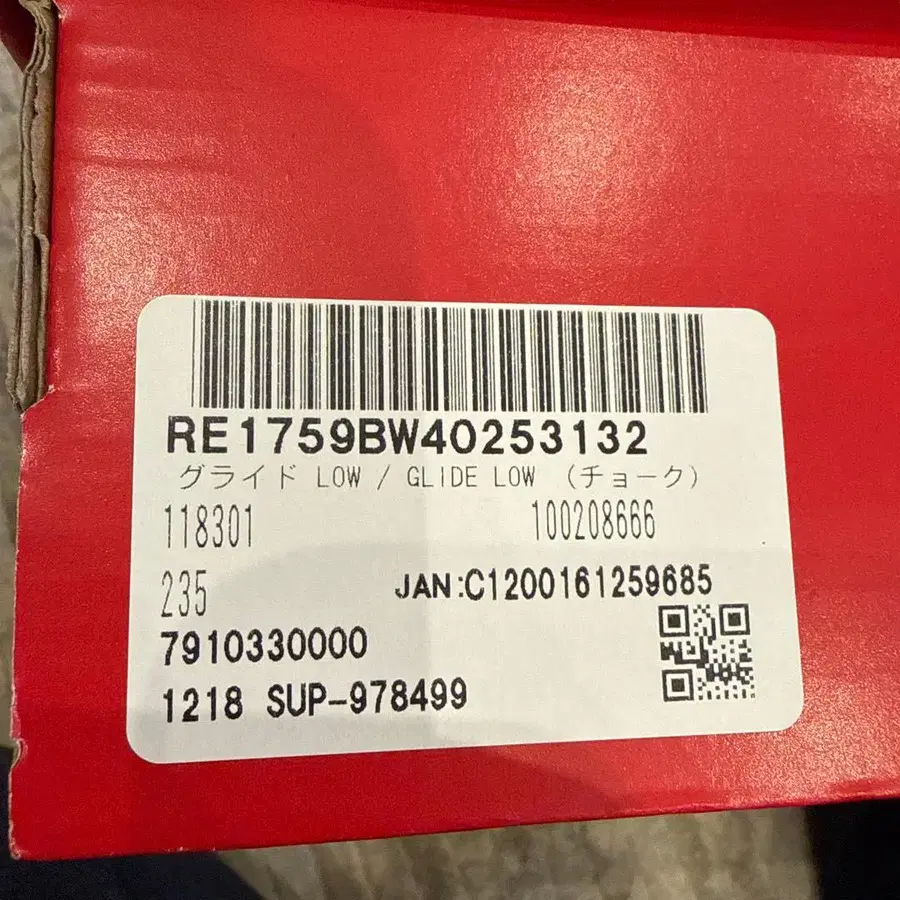 RE1759BW40253132
グライド LOW / GLIDE LOW （チョーク）
118301 100208666
235 JAN:C1200161259685
7910330000
1218 SUP-978499